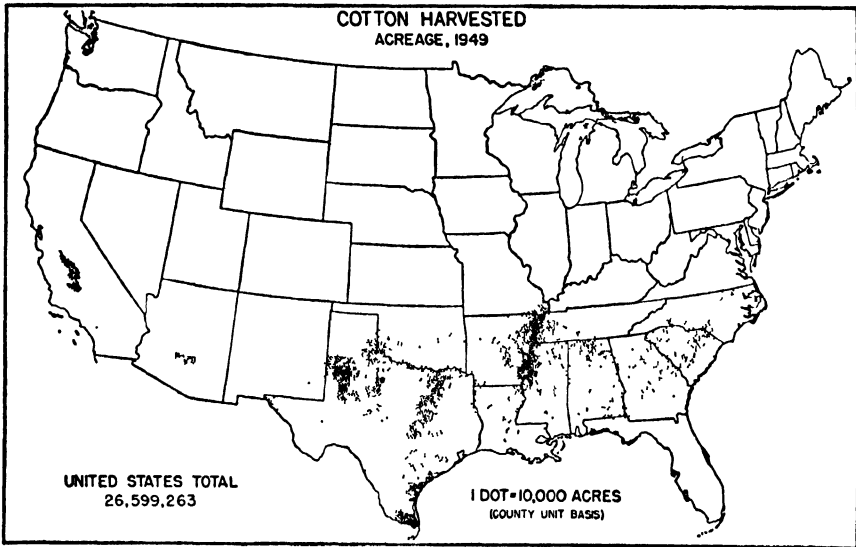 COTTON HARVESTED
ACREAGE, 1949
UNITED STATES TOTAL
26,599,263
1 DOT=10,000 ACRES
(COUNTY UNIT BASIS)